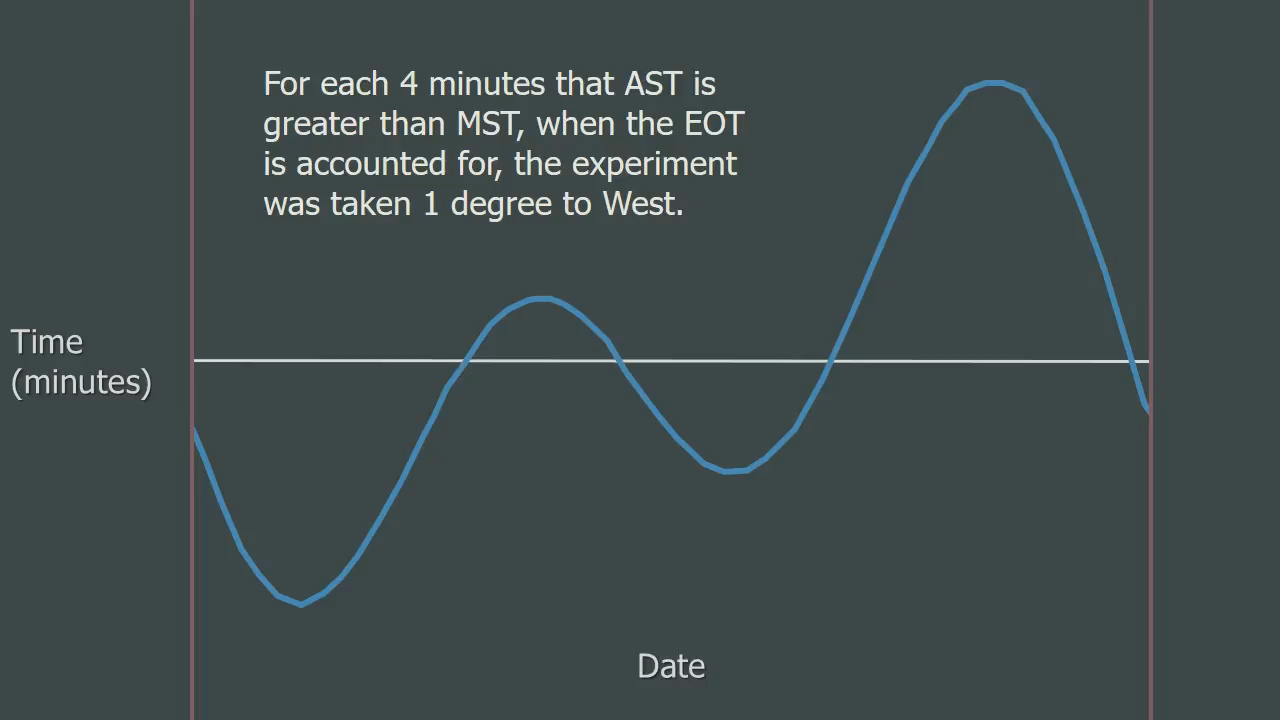 For each 4 minutes that AST is
greater than MST, when the EOT
is accounted for, the experiment
was taken 1 degree to West.
Time
(minutes)
Date